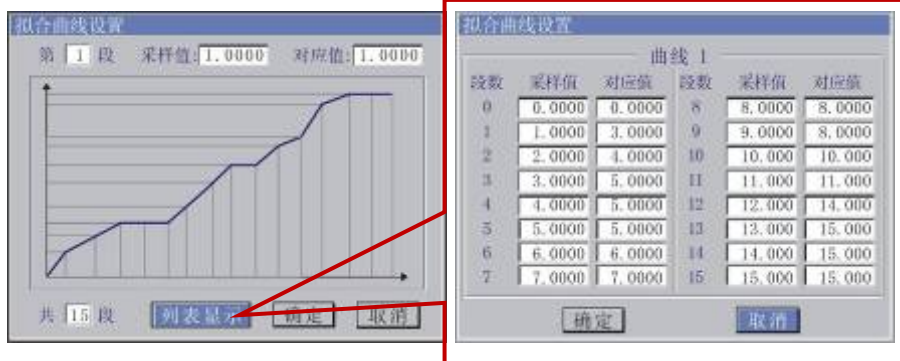 拟合曲线设置
第 1 段 采样值: 1.0000 对应值: 1.0000
共 15 段 列表显示 确定 取消
拟合曲线设置
曲线 1
段数 采样值 对应值 段数 采样值 对应值
0 0.0000 0.0000 8 8.0000 8.0000
1 1.0000 3.0000 9 9.0000 8.0000
2 2.0000 4.0000 10 10.000 10.000
3 3.0000 5.0000 11 11.000 11.000
4 4.0000 5.0000 12 12.000 14.000
5 5.0000 5.0000 13 13.000 15.000
6 6.0000 6.0000 14 14.000 15.000
7 7.0000 7.0000 15 15.000 15.000
确定 取消